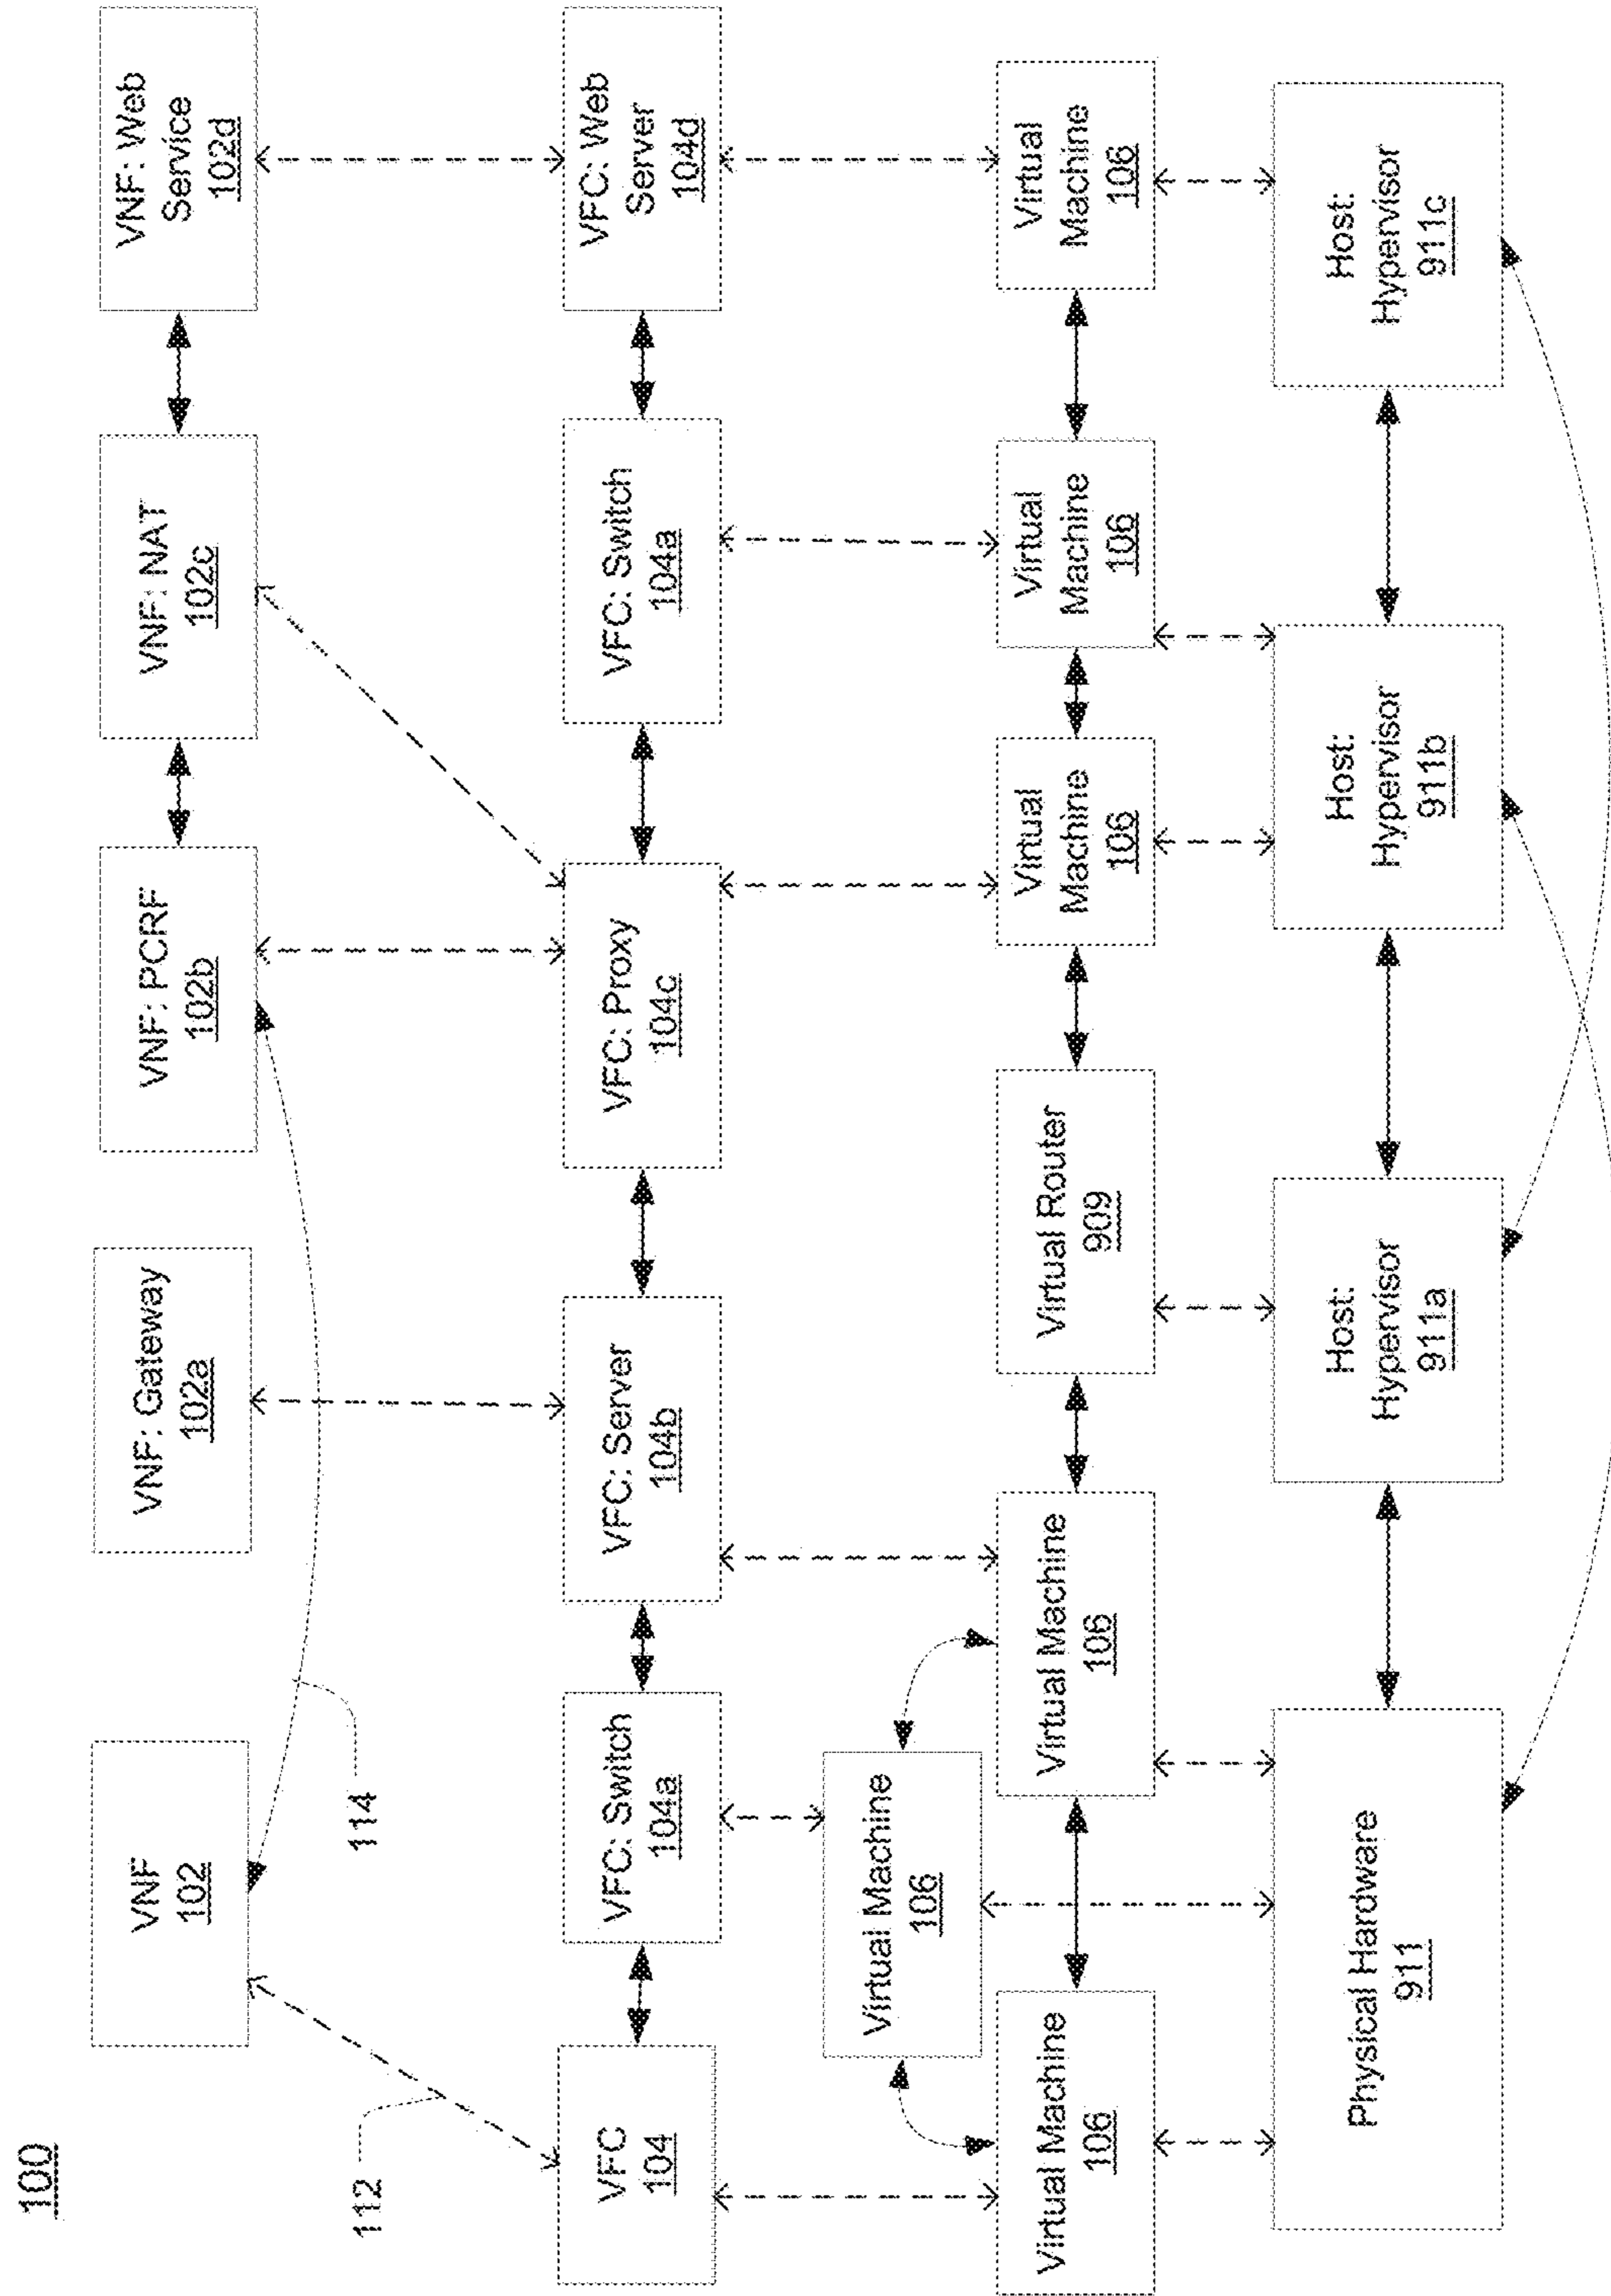 100
VNF
102
VNF: Gateway
102a
VNF: PCRF
102b
VNF: NAT
102c
VNF: Web
Service
102d
112
114
VFC
104
VFC: Switch
104a
VFC: Server
104b
VFC: Proxy
104c
VFC: Switch
104a
VFC: Web
Server
104d
Virtual Machine
106
Virtual Machine
106
Virtual Machine
106
Virtual Router
909
Virtual
Machine
106
Virtual
Machine
106
Virtual
Machine
106
Physical Hardware
911
Host:
Hypervisor
911a
Host:
Hypervisor
911b
Host:
Hypervisor
911c